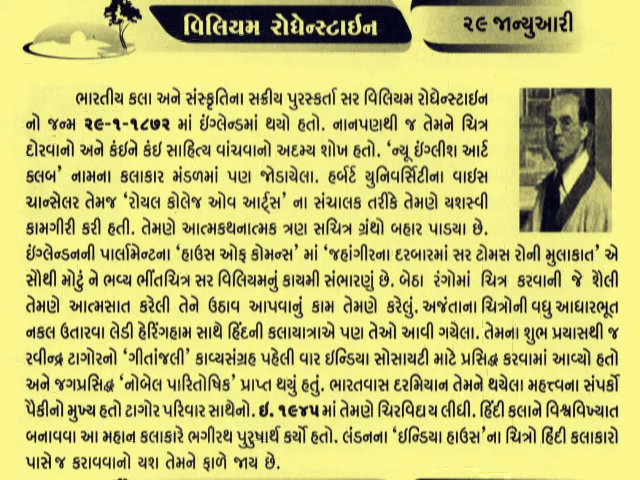 વિલિયમ રોધેન્સ્ટાઇન
૨૯ જાન્યુઆરી
ભારતીય કલા અને સંસ્કૃતિના સક્રીય પુરસ્કર્તા સર વિલિયમ રોધેન્સ્ટાઇન
નો જન્મ ૨૯-૧-૧૮૭૨ માં ઇંગ્લેન્ડમાં થયો હતો. નાનપણથી જ તેમને ચિત્ર
દોરવાનો અને કંઇને કંઇ સાહિત્ય વાંચવાનો અદમ્ય શોખ હતો. ‘ન્યૂ ઇંગ્લીશ આર્ટ
ક્લબ’ નામના કલાકાર મંડળમાં પણ જોડાયેલા. હર્બર્ટ યુનિવર્સિટીના વાઇસ
ચાન્સેલર તેમજ ‘રોયલ કોલેજ ઓવ આર્ટ્સ’ ના સંચાલક તરીકે તેમણે યશસ્વી
કામગીરી કરી હતી. તેમણે આત્મકથનાત્મક ત્રણ સચિત્ર ગ્રંથો બહાર પાડયા છે.
ઇંગ્લેન્ડનની પાર્લામેન્ટના ‘હાઉસ ઓફ કોમન્સ’ માં ‘જહાંગીરના દરબારમાં સર ટોમસ રોની મુલાકાત’ એ
સૌથી મોટું ને ભવ્ય ભીંતચિત્ર સર વિલિયમનું કાયમી સંભારણું છે. બેઠા રંગોમાં ચિત્ર કરવાની જે શૈલી
તેમણે આત્મસાત કરેલી તેને ઉઠાવ આપવાનું કામ તેમણે કરેલું. અજંતાના ચિત્રોની વધુ આધારભૂત
નકલ ઉતારવા લેડી હેરિંગહામ સાથે હિંદની કલાયાત્રાએ પણ તેઓ આવી ગયેલા. તેમના શુભ પ્રયાસથી જ
રવીન્દ્ર ટાગોરનો ‘ગીતાંજલી’ કાવ્યસંગ્રહ પહેલી વાર ઇન્ડિયા સોસાયટી માટે પ્રસિદ્ધ કરવામાં આવ્યો હતો
અને જગપ્રસિદ્ધ ‘નોબેલ પારિતોષિક’ પ્રાપ્ત થયું હતું. ભારતવાસ દરમિયાન તેમને થયેલા મહત્ત્વના સંપર્કો
પૈકીનો મુખ્ય હતો ટાગોર પરિવાર સાથેનો. ઇ. ૧૯૪૫ માં તેમણે ચિરવિદાય લીધી. હિંદી કલાને વિશ્વવિખ્યાત
બનાવવા આ મહાન કલાકારે ભગીરથ પુરુષાર્થ કર્યો હતો. લંડનના ‘ઇન્ડિયા હાઉસ’ના ચિત્રો હિંદી કલાકારો
પાસે જ કરાવવાનો યશ તેમને ફાળે જાય છે.